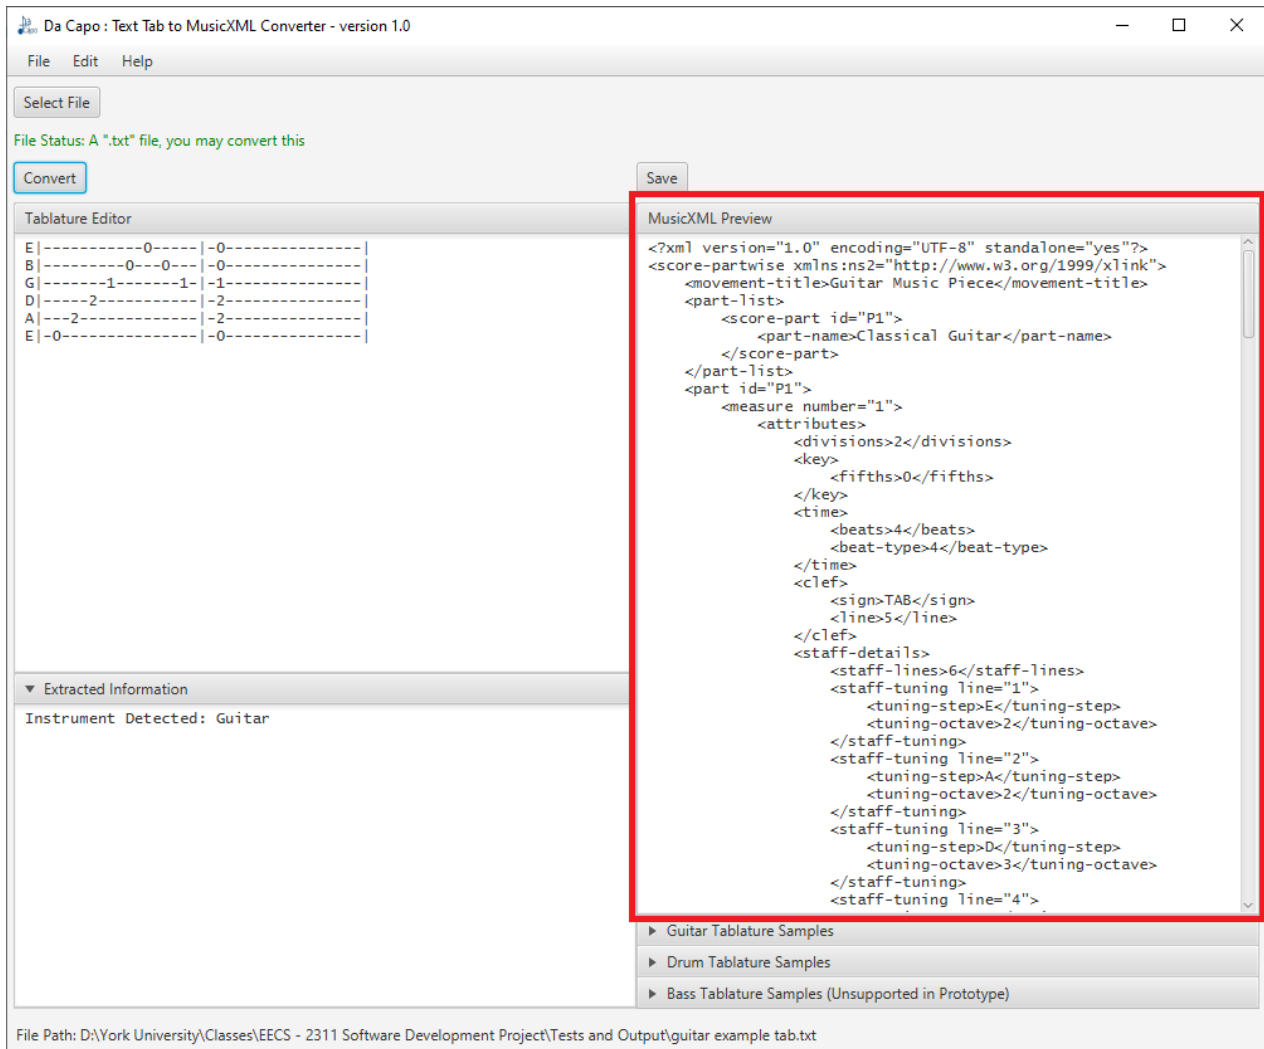 Da Capo : Text Tab to MusicXML Converter - version 1.0
File Edit Help
Select File
File Status: A ".txt" file, you may convert this
Convert
Save
Tablature Editor
E|-----------0-----|-0---------------|
B|---------0---0---|-0---------------|
G|-------1-------1-|-1---------------|
D|-----2-----------|-2---------------|
A|---2-------------|-2---------------|
E|-0---------------|-0---------------|
Extracted Information
Instrument Detected: Guitar
MusicXML Preview
<?xml version="1.0" encoding="UTF-8" standalone="yes"?>
<score-partwise xmlns:ns2="http://www.w3.org/1999/xlink">
    <movement-title>Guitar Music Piece</movement-title>
    <part-list>
        <score-part id="P1">
            <part-name>Classical Guitar</part-name>
        </score-part>
    </part-list>
    <part id="P1">
        <measure number="1">
            <attributes>
                <divisions>2</divisions>
                <key>
                    <fifths>0</fifths>
                </key>
                <time>
                    <beats>4</beats>
                    <beat-type>4</beat-type>
                </time>
                <clef>
                    <sign>TAB</sign>
                    <line>5</line>
                </clef>
                <staff-details>
                    <staff-lines>6</staff-lines>
                    <staff-tuning line="1">
                        <tuning-step>E</tuning-step>
                        <tuning-octave>2</tuning-octave>
                    </staff-tuning>
                    <staff-tuning line="2">
                        <tuning-step>A</tuning-step>
                        <tuning-octave>2</tuning-octave>
                    </staff-tuning>
                    <staff-tuning line="3">
                        <tuning-step>D</tuning-step>
                        <tuning-octave>3</tuning-octave>
                    </staff-tuning>
                    <staff-tuning line="4">
Guitar Tablature Samples
Drum Tablature Samples
Bass Tablature Samples (Unsupported in Prototype)
File Path: D:\York University\Classes\EECS - 2311 Software Development Project\Tests and Output\guitar example tab.txt